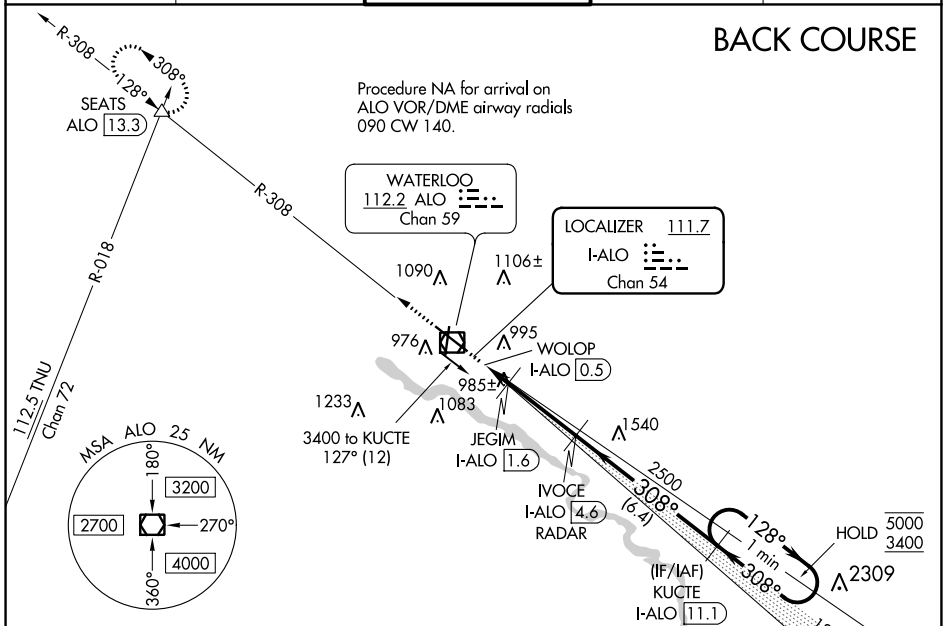 BACK COURSE
R-308
308°
128°
SEATS
ALO 13.3
Procedure NA for arrival on
ALO VOR/DME airway radials
090 CW 140.
R-308
WATERLOO
112.2 ALO
Chan 59
LOCALIZER 111.7
I-ALO
Chan 54
R-018
112.5 TNU
Chan 72
1090
1106±
976
995
WOLOP
I-ALO 0.5
985±
1233
1083
3400 to KUCTE
127° (12)
JEGIM
I-ALO 1.6
1540
IVOCE
I-ALO 4.6
RADAR
2500
308°
(6.4)
128°
1 min
308°
HOLD
5000
3400
2309
(IF/IAF)
KUCTE
I-ALO 11.1
MSA ALO 25 NM
180°
3200
2700
270°
4000
360°